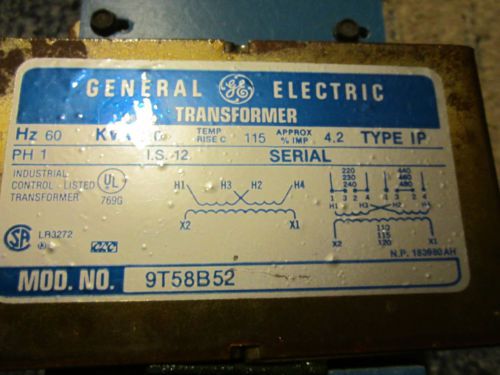 GENERAL GE ELECTRIC
TRANSFORMER
Hz 60 TEMP RISE C 115 APPROX % IMP 4.2 TYPE IP
PH 1 I.S. 12 SERIAL
INDUSTRIAL
CONTROL - LISTED
TRANSFORMER
UL
769G
H1 H3 H2 H4
X2 X1
220 440
230 460
240 480
1 3 2 4 1 3 2 4
H1 H3 H2 H4
X2 X1
110
115
120
SA LR3272
N.P. 183980AH
MOD. NO. 9T58B52